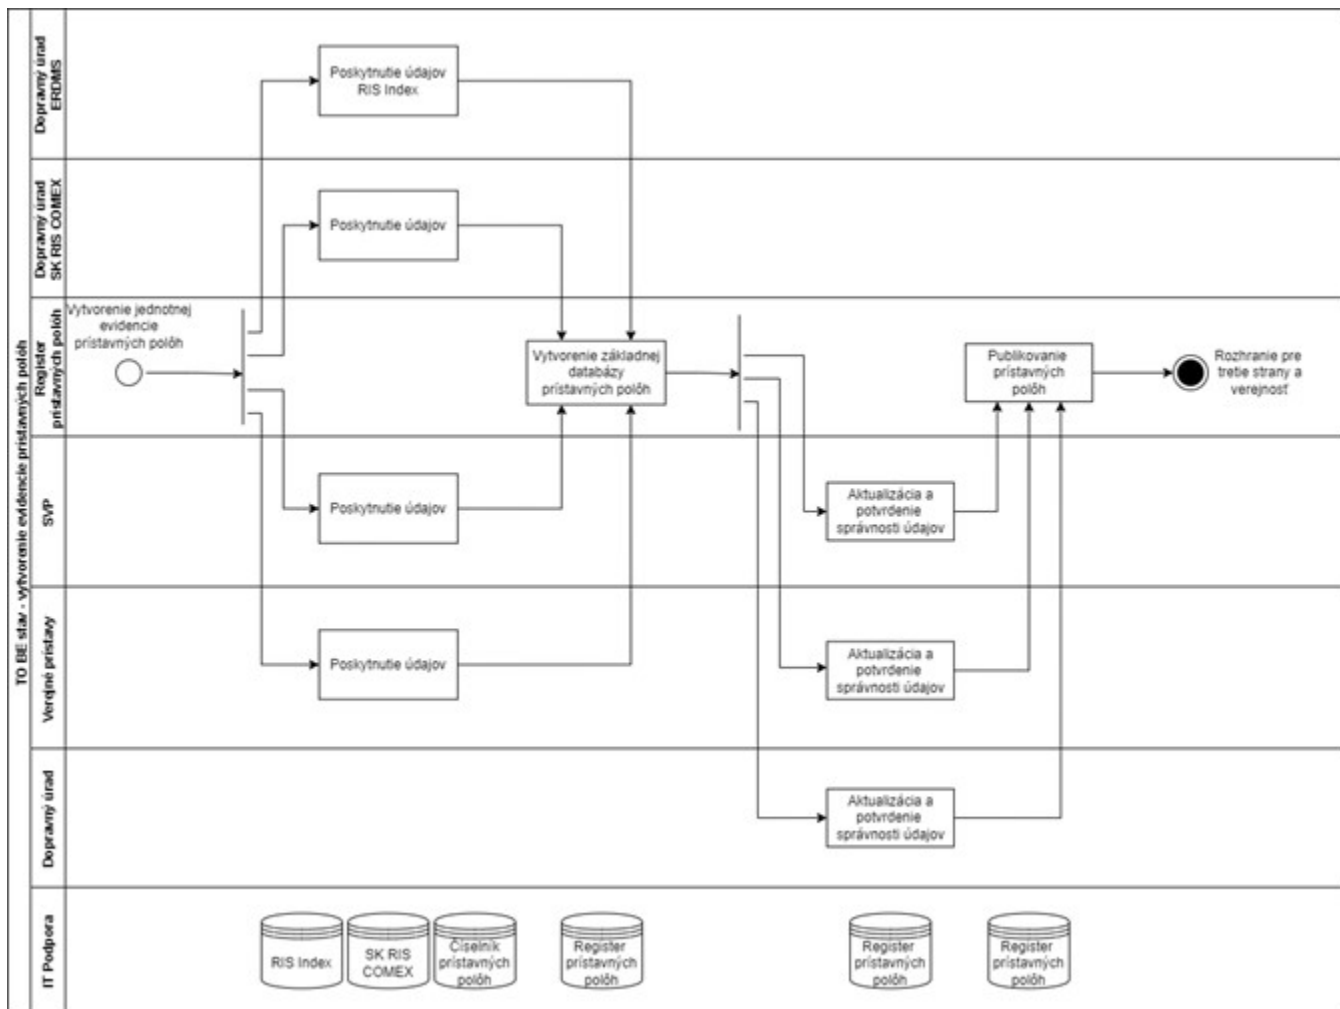 TO BE stav - vytvorenie evidencie prístavných polôh
Dopravný úrad
ERDMS
Poskytnutie údajov
RIS Index
Dopravný úrad
SK RIS COMEX
Poskytnutie údajov
Register
prístavných polôh
Vytvorenie jednotnej
evidencie
prístavných polôh
Vytvorenie základnej
databázy
prístavných polôh
Publikovanie
prístavných
polôh
Rozhranie pre
tretie strany a
verejnosť
SVP
Poskytnutie údajov
Aktualizácia a
potvrdenie
správnosti údajov
Verejné prístavy
Poskytnutie údajov
Aktualizácia a
potvrdenie
správnosti údajov
Dopravný úrad
Aktualizácia a
potvrdenie
správnosti údajov
IT Podpora
RIS Index
SK RIS
COMEX
Číselník
prístavných
polôh
Register
prístavných
polôh
Register
prístavných
polôh
Register
prístavných
polôh